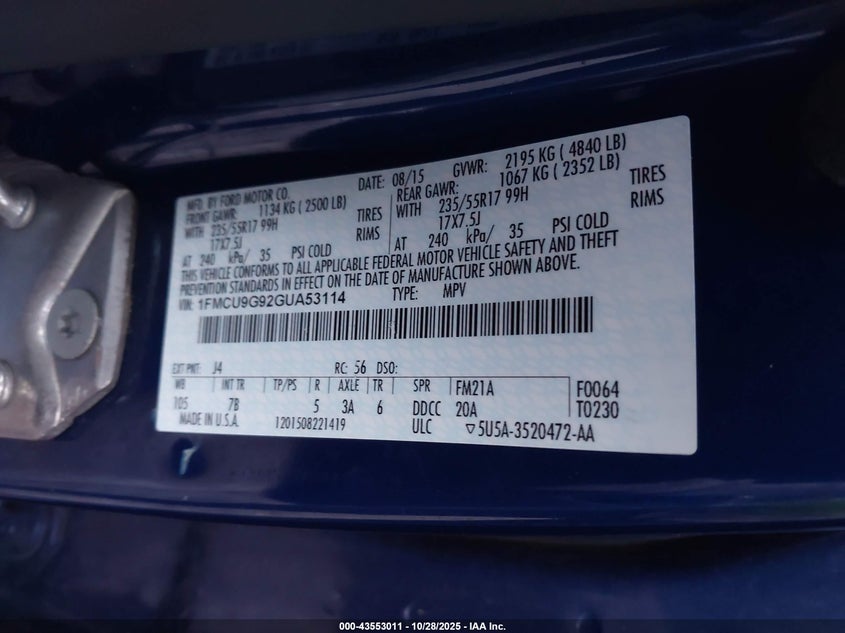 MFD. BY FORD MOTOR CO.
DATE: 08/15 GVWR: 2195 KG ( 4840 LB)
FRONT GAWR: 1134 KG ( 2500 LB)
REAR GAWR: 1067 KG ( 2352 LB)
WITH 235/55R17 99H TIRES
WITH 235/55R17 99H TIRES
17X7.5J RIMS
17X7.5J RIMS
AT 240 kPa/ 35 PSI COLD
AT 240 kPa/ 35 PSI COLD
THIS VEHICLE CONFORMS TO ALL APPLICABLE FEDERAL MOTOR VEHICLE SAFETY AND THEFT
PREVENTION STANDARDS IN EFFECT ON THE DATE OF MANUFACTURE SHOWN ABOVE.
VIN: 1FMCU9G92GUA53114 TYPE: MPV
EXT PNT: J4 RC: 56 DSO:
WB INT TR TP/PS R AXLE TR SPR FM21A F0064
105 7B 5 3A 6 DDCC 20A T0230
MADE IN U.S.A. 1201508221419 ULC ▽5U5A-3520472-AA
000-43553011 - 10/28/2025 - IAA Inc.